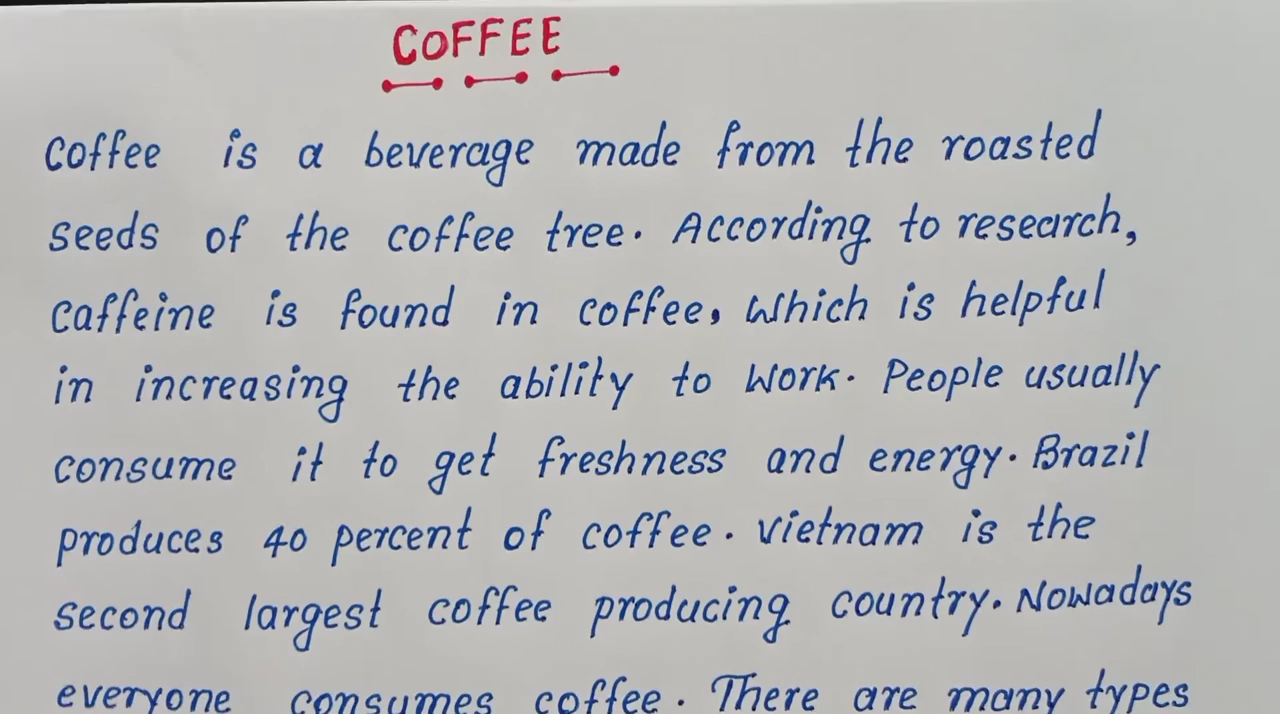 COFFEE
Coffee is a beverage made from the roasted
seeds of the coffee tree. According to research,
caffeine is found in coffee, which is helpful
in increasing the ability to work. People usually
consume it to get freshness and energy. Brazil
produces 40 percent of coffee. Vietnam is the
second largest coffee producing country. Nowadays
everyone consumes coffee. There are many types